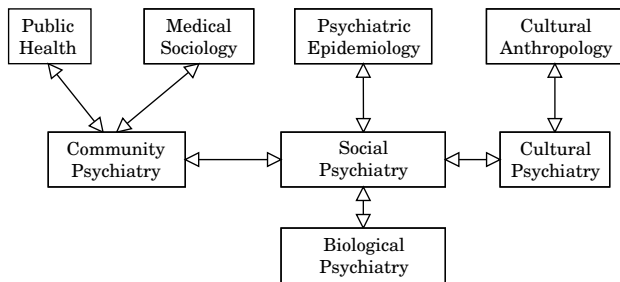 Public
Health
Medical
Sociology
Psychiatric
Epidemiology
Cultural
Anthropology
Community
Psychiatry
Social
Psychiatry
Cultural
Psychiatry
Biological
Psychiatry